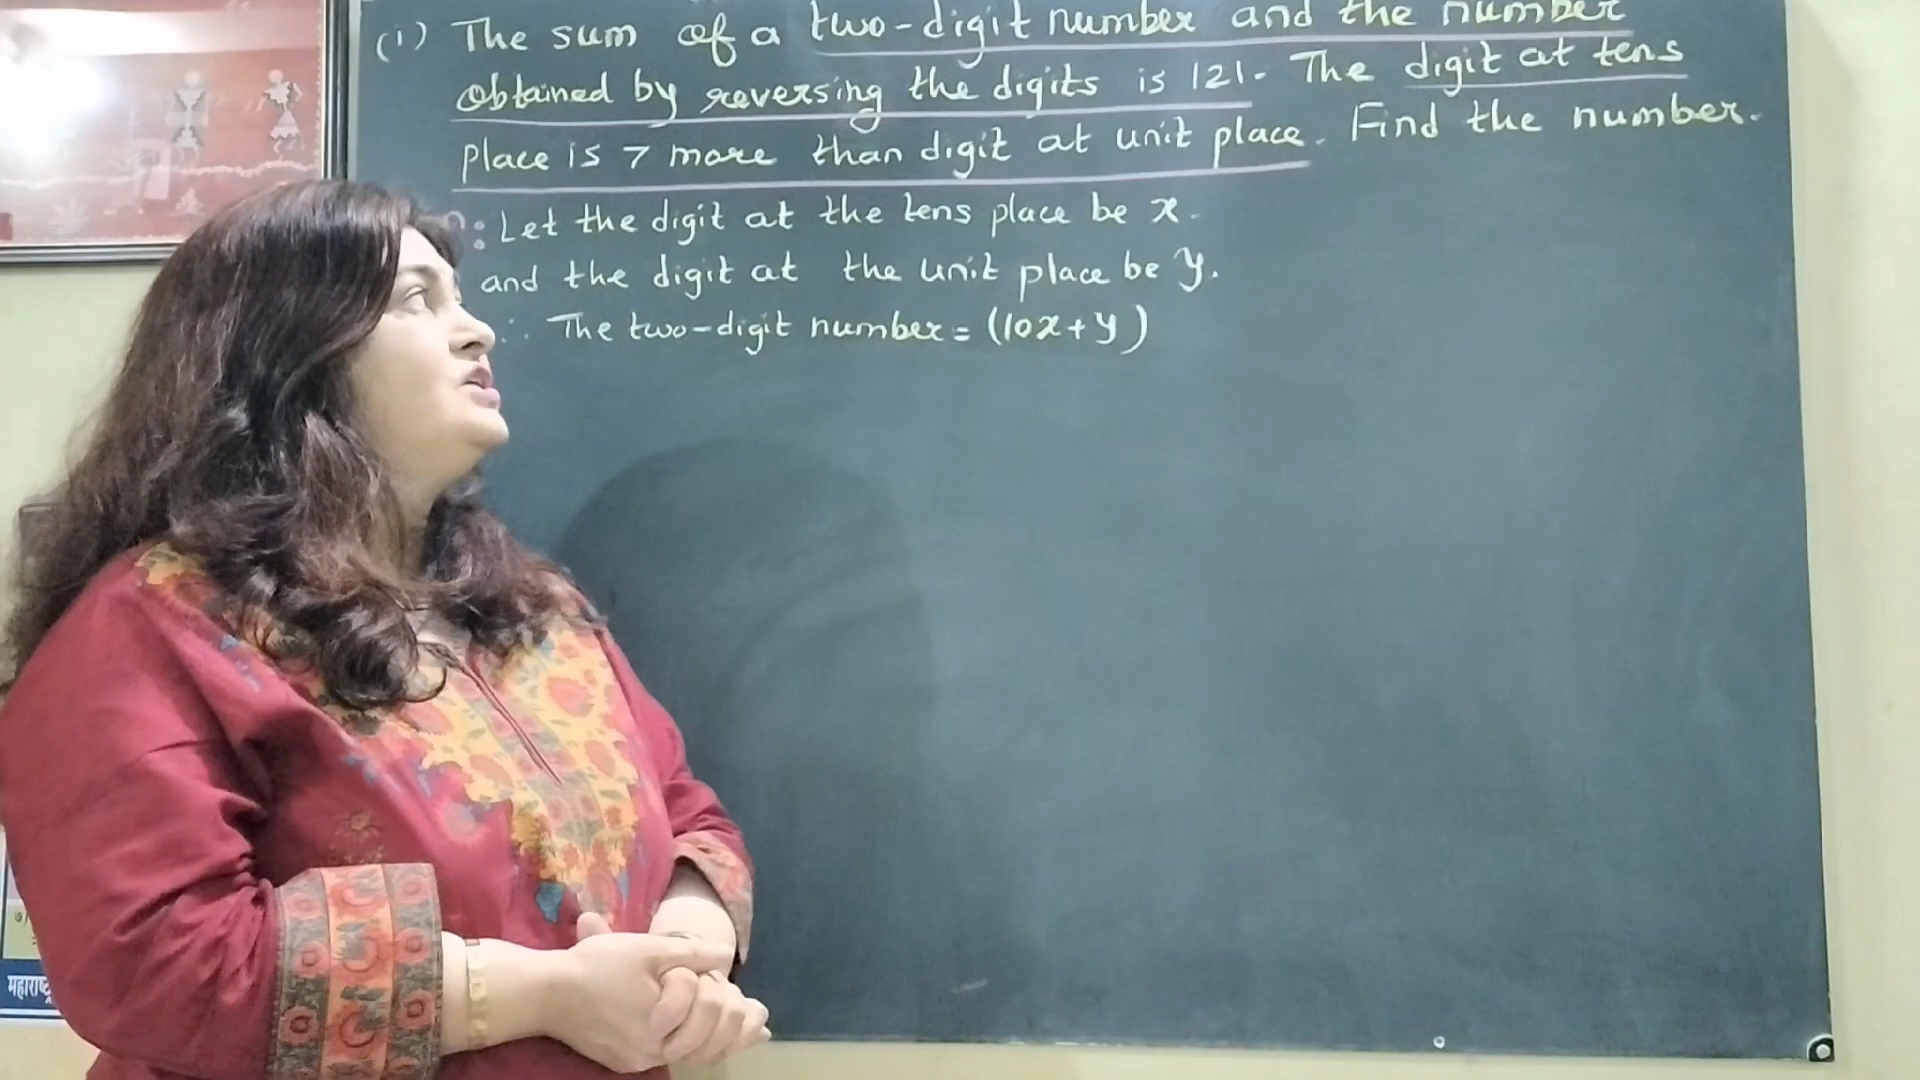 (i) The sum of a two-digit number and the number
obtained by reversing the digits is 121. The digit at tens
place is 7 more than digit at unit place. Find the number.
: Let the digit at the tens place be x.
and the digit at the unit place be y.
∴ The two-digit number = (10x+y)